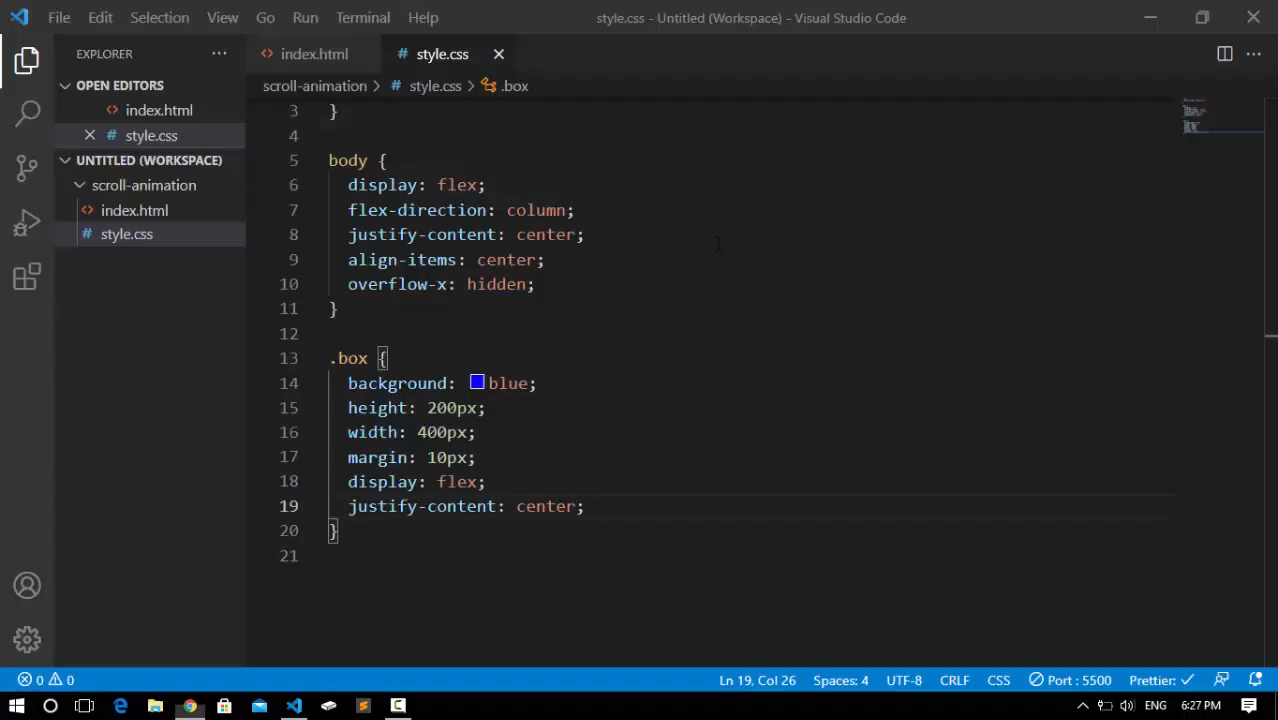 File Edit Selection View Go Run Terminal Help style.css - Untitled (Workspace) - Visual Studio Code
EXPLORER
index.html style.css
OPEN EDITORS
index.html
style.css
UNTITLED (WORKSPACE)
scroll-animation
index.html
style.css
scroll-animation > style.css > .box
3 }
4
5 body {
6 display: flex;
7 flex-direction: column;
8 justify-content: center;
9 align-items: center;
10 overflow-x: hidden;
11 }
12
13 .box {
14 background: blue;
15 height: 200px;
16 width: 400px;
17 margin: 10px;
18 display: flex;
19 justify-content: center;
20 }
21
0 0 Ln 19, Col 26 Spaces: 4 UTF-8 CRLF CSS Port : 5500 Prettier:
ENG 6:27 PM